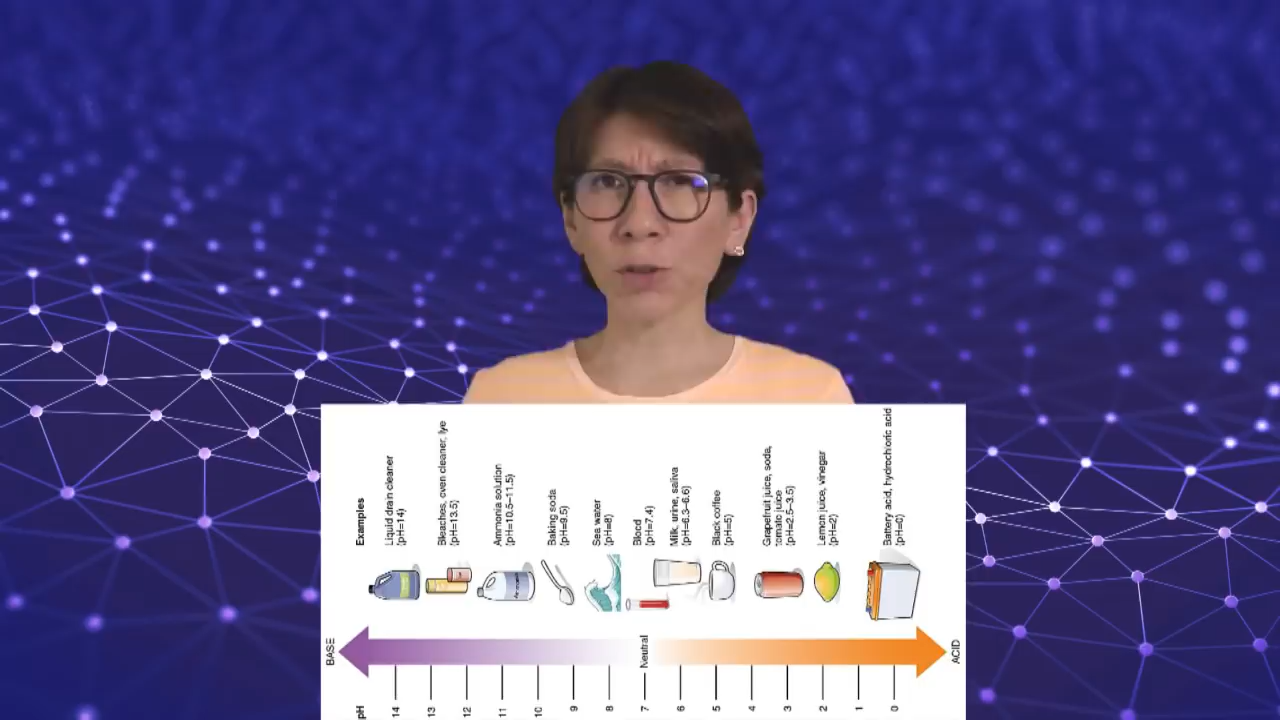 Examples
Liquid drain cleaner
(pH=14)
Bleaches, oven cleaner, lye
(pH=13.5)
Ammonia solution
(pH=10.5–11.5)
Baking soda
(pH=9.5)
Sea water
(pH=8)
Blood
(pH=7.4)
Milk, urine, saliva
(pH=6.3–6.6)
Black coffee
(pH=5)
Grapefruit juice, soda,
tomato juice
(pH=2.5–3.5)
Lemon juice, vinegar
(pH=2)
Battery acid, hydrochloric acid
(pH=0)
BASE
Neutral
ACID
pH
14
13
12
11
10
9
8
7
6
5
4
3
2
1
0